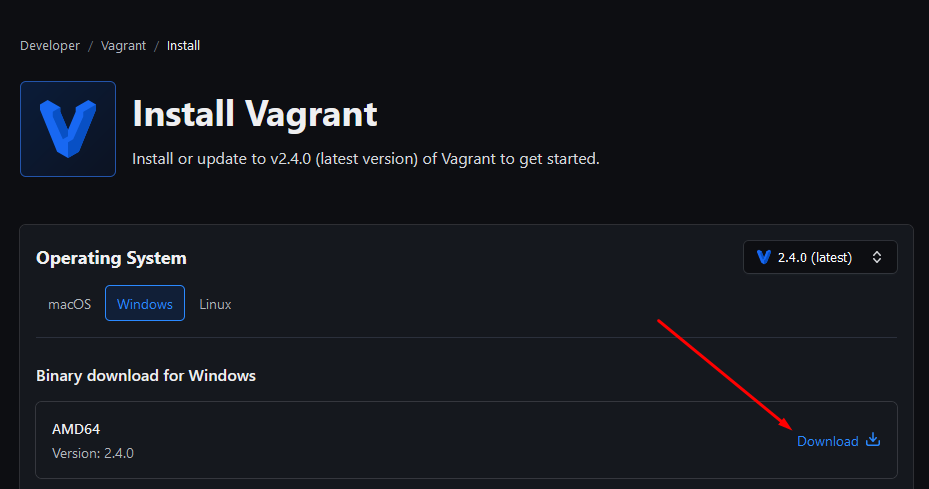 Developer / Vagrant / Install
Install Vagrant
Install or update to v2.4.0 (latest version) of Vagrant to get started.
Operating System
2.4.0 (latest)
macOS Windows Linux
Binary download for Windows
AMD64
Version: 2.4.0
Download